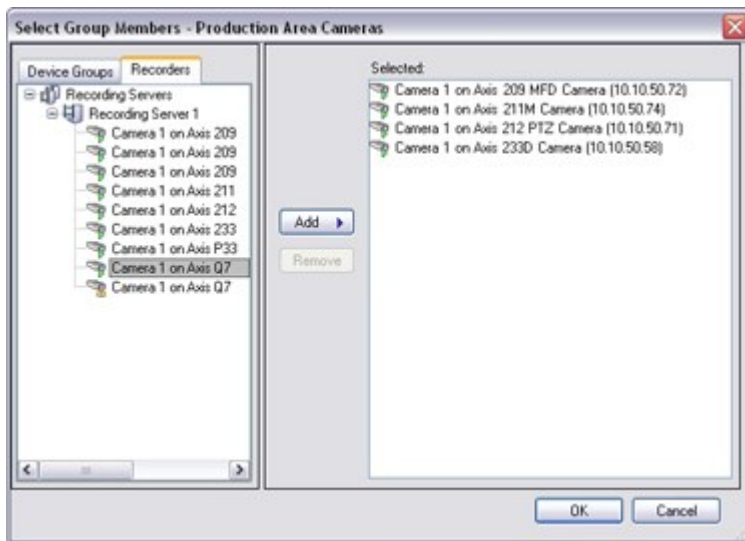 Select Group Members - Production Area Cameras
Device Groups
Recorders
Recording Servers
Recording Server 1
Camera 1 on Axis 209
Camera 1 on Axis 209
Camera 1 on Axis 209
Camera 1 on Axis 211
Camera 1 on Axis 212
Camera 1 on Axis 233
Camera 1 on Axis P33
Camera 1 on Axis Q7
Camera 1 on Axis Q7
Add
Remove
Selected:
Camera 1 on Axis 209 MFD Camera (10.10.50.72)
Camera 1 on Axis 211M Camera (10.10.50.74)
Camera 1 on Axis 212 PTZ Camera (10.10.50.71)
Camera 1 on Axis 233D Camera (10.10.50.58)
OK
Cancel